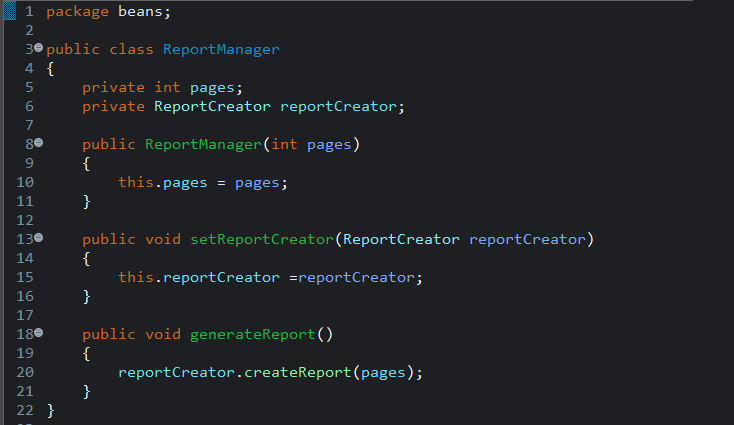 1 package beans;
2
3 public class ReportManager
4 {
5     private int pages;
6     private ReportCreator reportCreator;
7
8     public ReportManager(int pages)
9     {
10         this.pages = pages;
11     }
12
13     public void setReportCreator(ReportCreator reportCreator)
14     {
15         this.reportCreator =reportCreator;
16     }
17
18     public void generateReport()
19     {
20         reportCreator.createReport(pages);
21     }
22 }